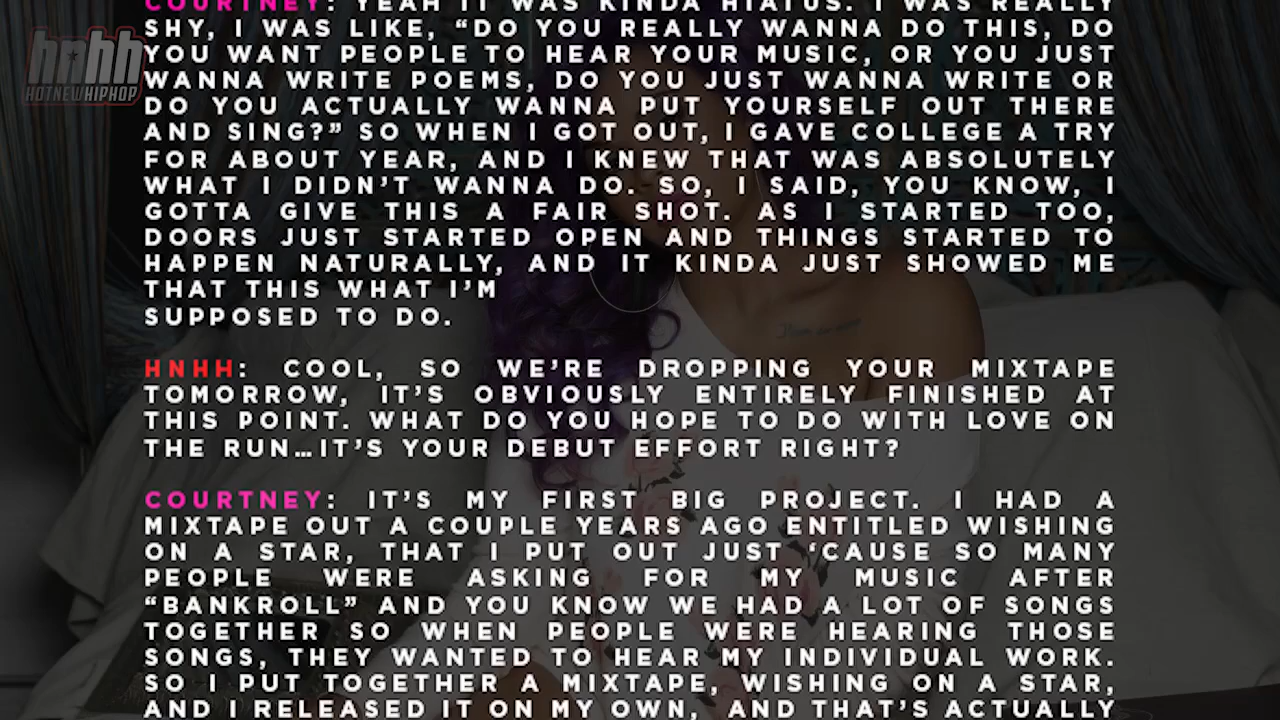 COURTNEY: YEAH IT WAS KINDA HIATUS. I WAS REALLY
SHY, I WAS LIKE, “DO YOU REALLY WANNA DO THIS, DO
YOU WANT PEOPLE TO HEAR YOUR MUSIC, OR YOU JUST
WANNA WRITE POEMS, DO YOU JUST WANNA WRITE OR
DO YOU ACTUALLY WANNA PUT YOURSELF OUT THERE
AND SING?” SO WHEN I GOT OUT, I GAVE COLLEGE A TRY
FOR ABOUT YEAR, AND I KNEW THAT WAS ABSOLUTELY
WHAT I DIDN’T WANNA DO. SO, I SAID, YOU KNOW, I
GOTTA GIVE THIS A FAIR SHOT. AS I STARTED TOO,
DOORS JUST STARTED OPEN AND THINGS STARTED TO
HAPPEN NATURALLY, AND IT KINDA JUST SHOWED ME
THAT THIS WHAT I’M
SUPPOSED TO DO.
HNHH: COOL, SO WE’RE DROPPING YOUR MIXTAPE
TOMORROW, IT’S OBVIOUSLY ENTIRELY FINISHED AT
THIS POINT. WHAT DO YOU HOPE TO DO WITH LOVE ON
THE RUN…IT’S YOUR DEBUT EFFORT RIGHT?
COURTNEY: IT’S MY FIRST BIG PROJECT. I HAD A
MIXTAPE OUT A COUPLE YEARS AGO ENTITLED WISHING
ON A STAR, THAT I PUT OUT JUST ‘CAUSE SO MANY
PEOPLE WERE ASKING FOR MY MUSIC AFTER
“BANKROLL” AND YOU KNOW WE HAD A LOT OF SONGS
TOGETHER SO WHEN PEOPLE WERE HEARING THOSE
SONGS, THEY WANTED TO HEAR MY INDIVIDUAL WORK.
SO I PUT TOGETHER A MIXTAPE, WISHING ON A STAR,
AND I RELEASED IT ON MY OWN, AND THAT’S ACTUALLY
hnhh
HOTNEWHIPHOP